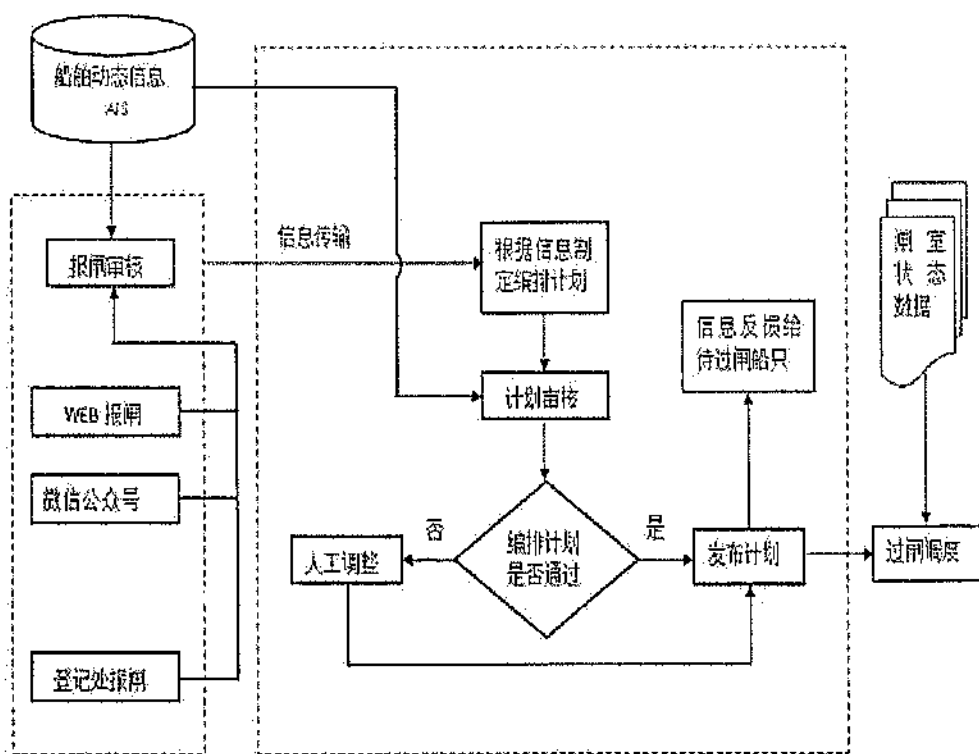 船舶动态信息
AIS
报闸审核
WEB 报闸
微信公众号
登记处报闸
信息传输
根据信息制
定编排计划
计划审核
编排计划
是否通过
否
是
人工调整
发布计划
信息反馈给
待过闸船只
闸室
状态
数据
过闸调度